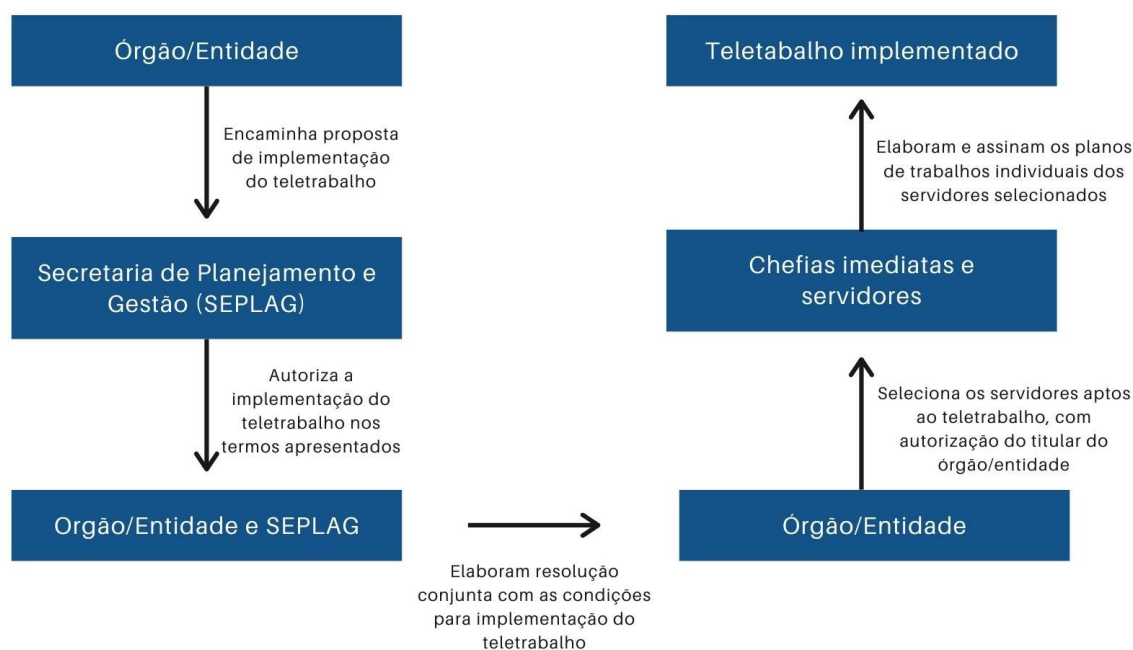 Órgão/Entidade
Encaminha proposta
de implementação
do teletrabalho
Secretaria de Planejamento e
Gestão (SEPLAG)
Autoriza a
implementação do
teletrabalho nos
termos apresentados
Orgão/Entidade e SEPLAG
Elaboram resolução
conjunta com as condições
para implementação do
teletrabalho
Órgão/Entidade
Seleciona os servidores aptos
ao teletrabalho, com
autorização do titular do
órgão/entidade
Chefias imediatas e
servidores
Elaboram e assinam os planos
de trabalhos individuais dos
servidores selecionados
Teletabalho implementado